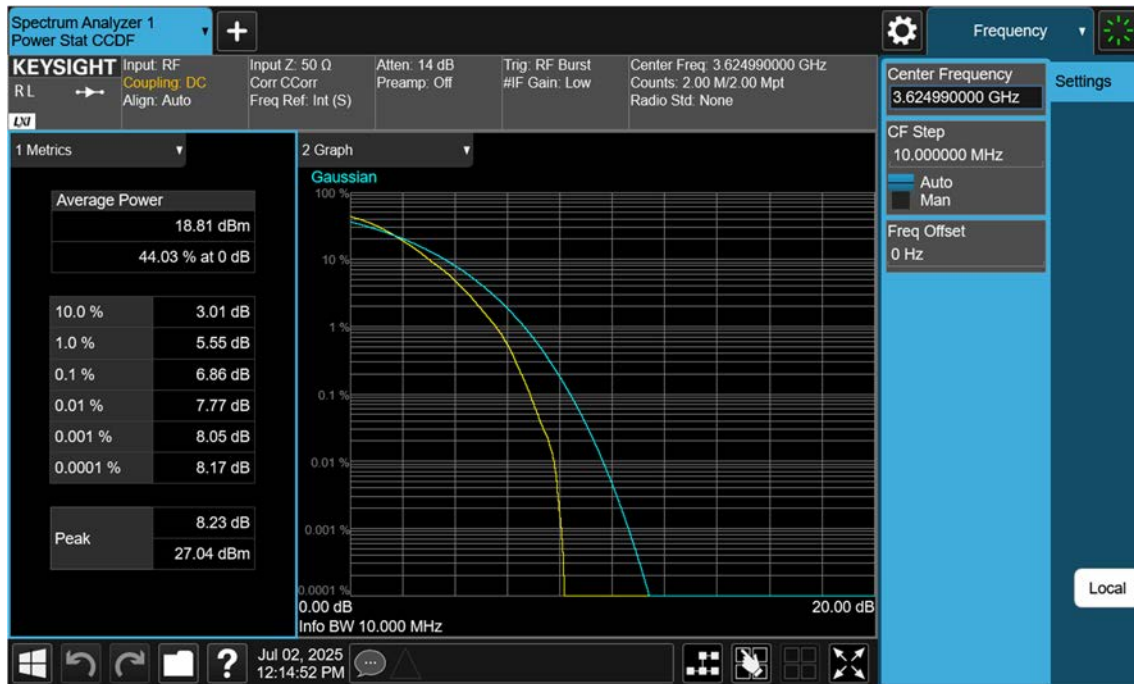 Spectrum Analyzer 1
Power Stat CCDF
+
Frequency
KEYSIGHT
R L
LXI
Input: RF
Coupling: DC
Align: Auto
Input Z: 50 Ω
Corr CCorr
Freq Ref: Int (S)
Atten: 14 dB
Preamp: Off
Trig: RF Burst
#IF Gain: Low
Center Freq: 3.624990000 GHz
Counts: 2.00 M/2.00 Mpt
Radio Std: None
Center Frequency
3.624990000 GHz
Settings
CF Step
10.000000 MHz
Auto
Man
Freq Offset
0 Hz
1 Metrics
Average Power
18.81 dBm
44.03 % at 0 dB
10.0 % 3.01 dB
1.0 % 5.55 dB
0.1 % 6.86 dB
0.01 % 7.77 dB
0.001 % 8.05 dB
0.0001 % 8.17 dB
Peak
8.23 dB
27.04 dBm
2 Graph
Gaussian
100 %
10 %
1 %
0.1 %
0.01 %
0.001 %
0.0001 %
0.00 dB 20.00 dB
Info BW 10.000 MHz
Local
?
Jul 02, 2025
12:14:52 PM